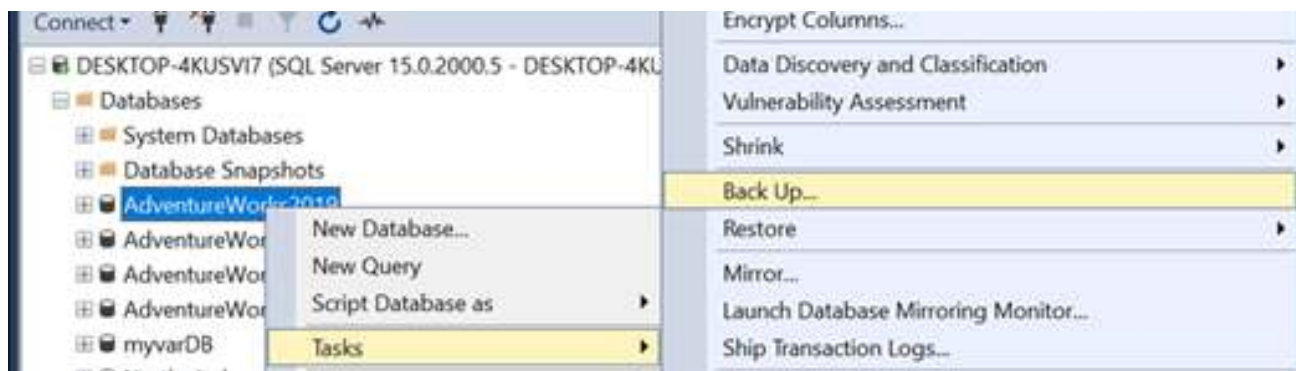 Connect
DESKTOP-4KUSVI7 (SQL Server 15.0.2000.5 - DESKTOP-4KU
Databases
System Databases
Database Snapshots
AdventureWorks2019
AdventureWor
AdventureWor
AdventureWor
myvarDB
New Database...
New Query
Script Database as
Tasks
Encrypt Columns...
Data Discovery and Classification
Vulnerability Assessment
Shrink
Back Up...
Restore
Mirror...
Launch Database Mirroring Monitor...
Ship Transaction Logs...